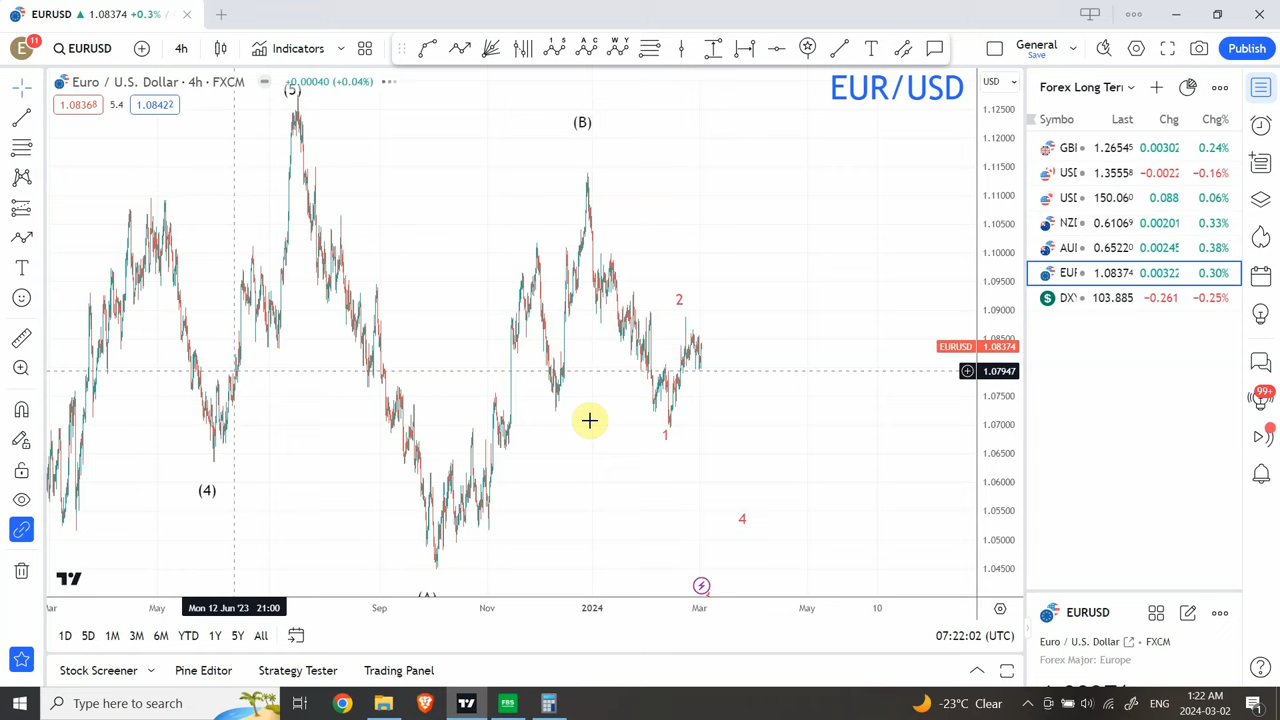 EURUSD ▲ 1.08374 +0.3%
E 11 EURUSD 4h Indicators General Save Publish
Euro / U.S. Dollar · 4h · FXCM +0.00040 (+0.04%)
1.08368 5.4 1.08422
EUR/USD
USD
1.12500
1.12000
1.11500
1.11000
1.10500
1.10000
1.09500
1.09000
1.08500
EURUSD 1.08374
1.07947
1.07500
1.07000
1.06500
1.06000
1.05500
1.05000
1.04500
(5)
(B)
2
1
(4)
4
(A)
Mar May Mon 12 Jun '23 21:00 Sep Nov 2024 Mar May 10
1D 5D 1M 3M 6M YTD 1Y 5Y All 07:22:02 (UTC)
Stock Screener Pine Editor Strategy Tester Trading Panel
Forex Long Ter
Symbo Last Chg Chg%
GBI 1.26545 0.00302 0.24%
USD 1.35558 −0.0022 −0.16%
USD 150.060 0.088 0.06%
NZI 0.61069 0.00201 0.33%
AUI 0.65220 0.00245 0.38%
EUF 1.08374 0.00322 0.30%
DXY 103.885 −0.261 −0.25%
99+
EURUSD
Euro / U.S. Dollar FXCM
Forex Major: Europe
Type here to search
FBS
-23°C Clear
ENG
1:22 AM
2024-03-02